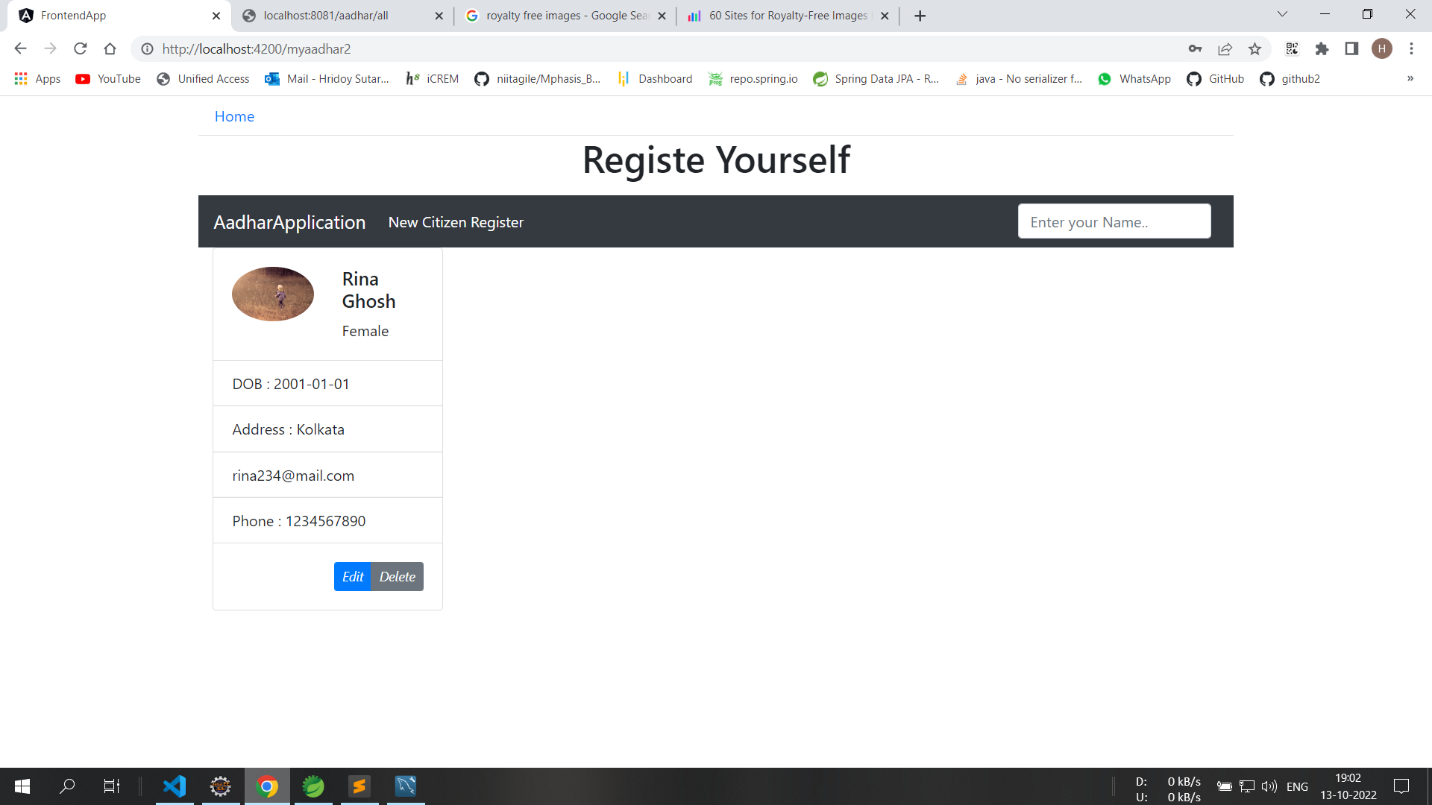 FrontendApp
localhost:8081/aadhar/all
royalty free images - Google Sea
60 Sites for Royalty-Free Images
http://localhost:4200/myaadhar2
H
Apps
YouTube
Unified Access
Mail - Hridoy Sutar...
iCREM
niitagile/Mphasis_B...
Dashboard
repo.spring.io
Spring Data JPA - R...
java - No serializer f...
WhatsApp
GitHub
github2
»
Home
Registe Yourself
AadharApplication
New Citizen Register
Enter your Name..
Rina
Ghosh
Female
DOB : 2001-01-01
Address : Kolkata
rina234@mail.com
Phone : 1234567890
Edit
Delete
D: 0 kB/s
U: 0 kB/s
ENG
19:02
13-10-2022